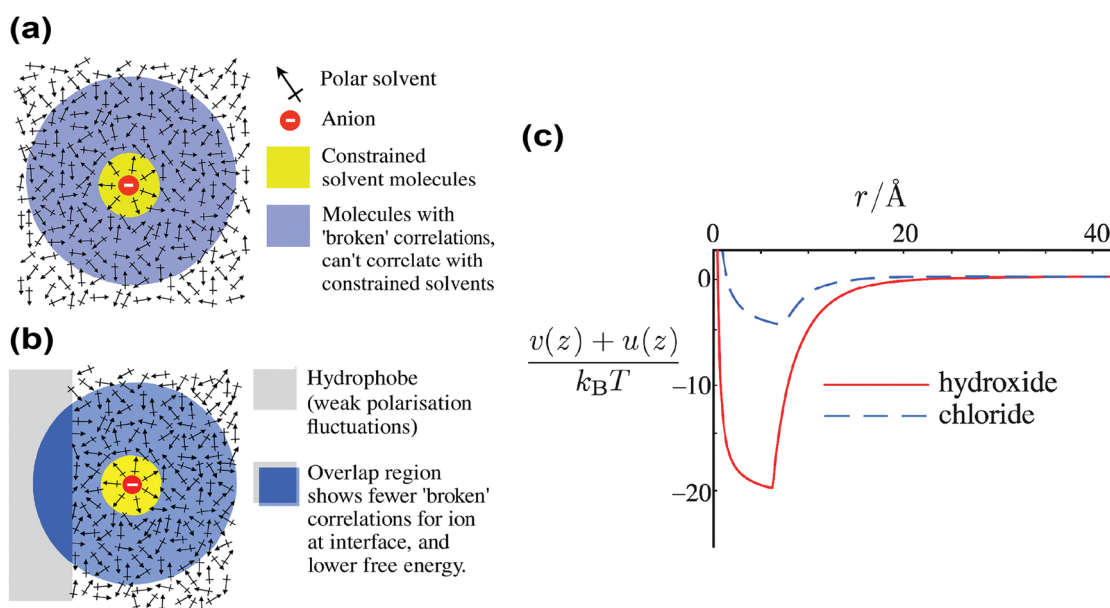 (a)
Polar solvent
Anion
Constrained
solvent molecules
Molecules with
'broken' correlations,
can't correlate with
constrained solvents
(b)
Hydrophobe
(weak polarisation
fluctuations)
Overlap region
shows fewer 'broken'
correlations for ion
at interface, and
lower free energy.
(c)
r/Å
0 20 40
0
v(z) + u(z)
k_BT
−10
−20
hydroxide
chloride